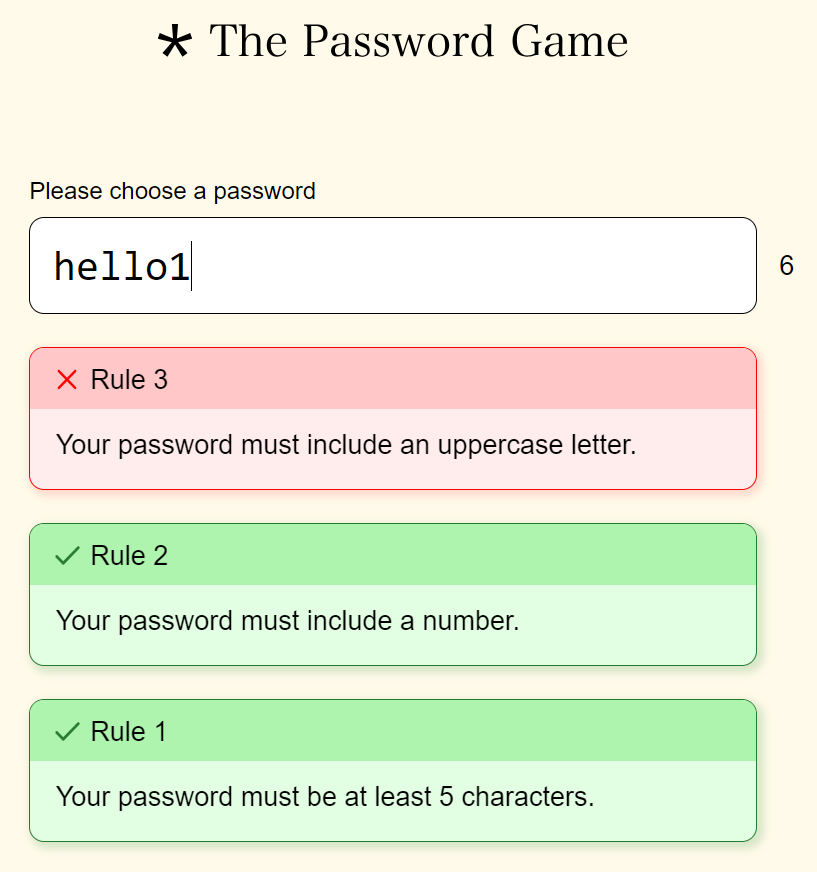 * The Password Game
Please choose a password
hello1
6
Rule 3
Your password must include an uppercase letter.
Rule 2
Your password must include a number.
Rule 1
Your password must be at least 5 characters.